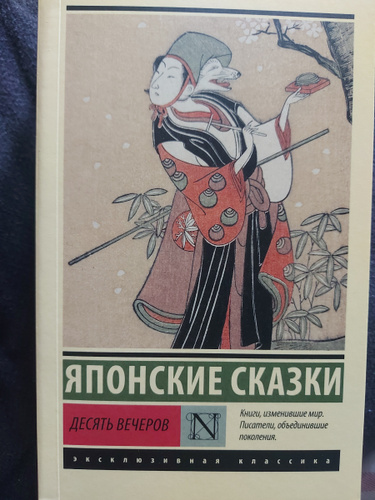 ЯПОНСКИЕ СКАЗКИ
ДЕСЯТЬ ВЕЧЕРОВ
N
Книги, изменившие мир.
Писатели, объединившие
поколения.
эксклюзивная классика